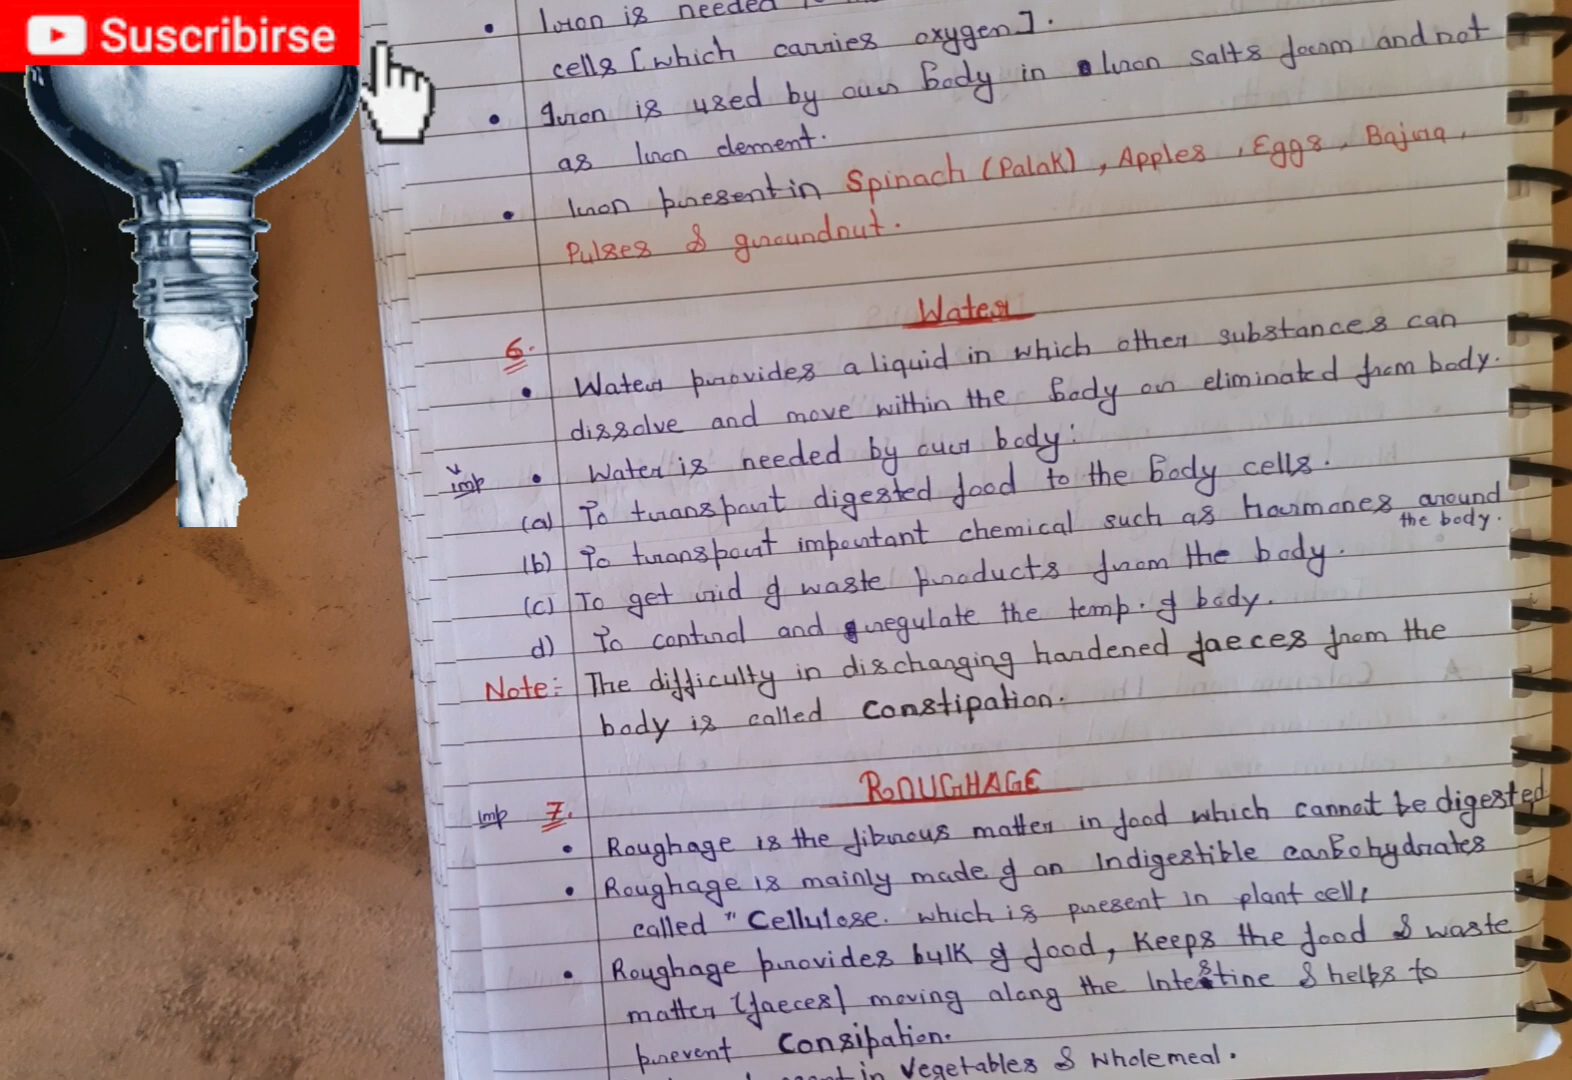 Suscribirse
Iron is needed
cells [which carries oxygen].
Iron is used by our body in Iron salts form and not
as Iron element.
Iron present in Spinach (Palak), Apples, Eggs, Bajra,
Pulses & groundnut.
Water
6.
Water provides a liquid in which other substances can
dissolve and move within the body or eliminated from body.
imp Water is needed by our body:
(a) To transport digested food to the body cells.
(b) To transport important chemical such as harmones around
the body.
(c) To get rid of waste products from the body.
d) To control and regulate the temp. of body.
Note:- The difficulty in discharging hardened faeces from the
body is called Constipation.
ROUGHAGE
imp 7.
Roughage is the fibrous matter in food which cannot be digested
Roughage is mainly made of an Indigestible carbohydrates
called "Cellulose. which is present in plant cells
Roughage provides bulk of food, Keeps the food & waste
matter (faeces) moving along the Intestine & helps to
prevent Consipation.
in Vegetables & whole meal.